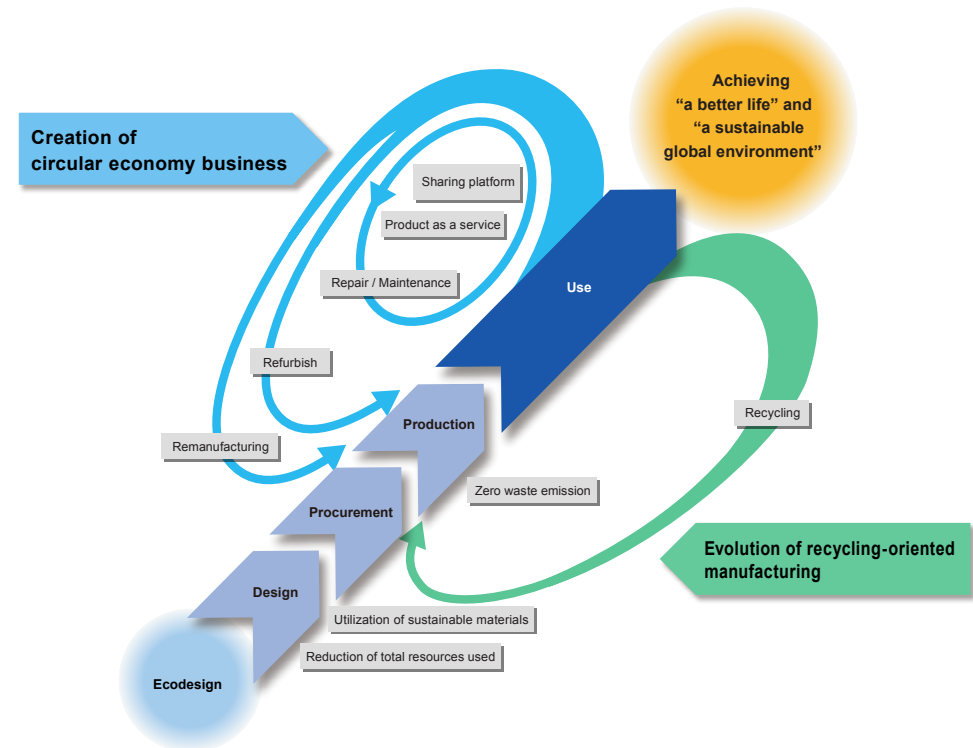 Achieving
“a better life” and
“a sustainable
global environment”
Creation of
circular economy business
Sharing platform
Product as a service
Repair / Maintenance
Use
Refurbish
Recycling
Production
Remanufacturing
Zero waste emission
Procurement
Evolution of recycling-oriented
manufacturing
Design
Utilization of sustainable materials
Reduction of total resources used
Ecodesign